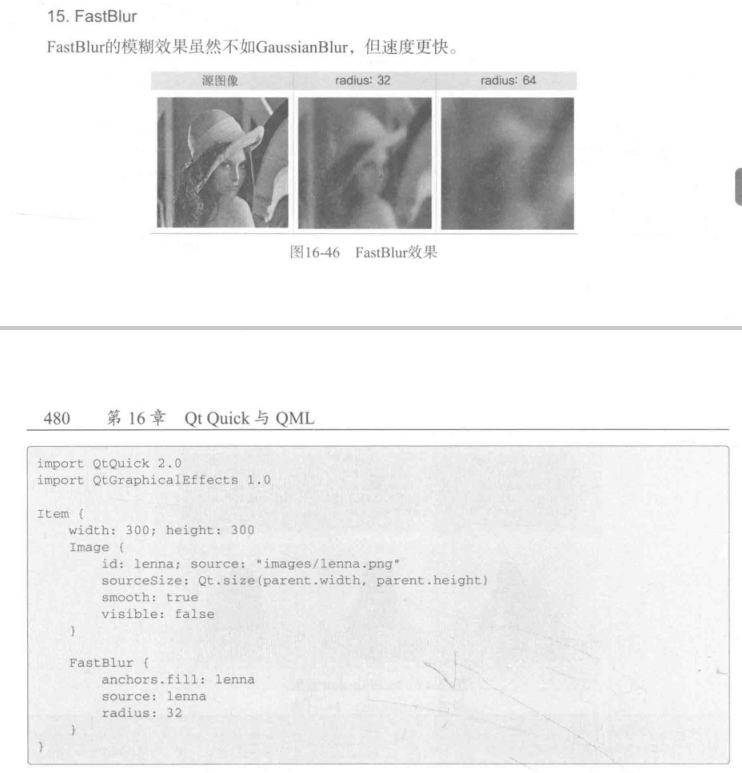 15. FastBlur
FastBlur的模糊效果虽然不如GaussianBlur，但速度更快。
源图像 radius: 32 radius: 64
图16-46 FastBlur效果
480 第 16 章 Qt Quick 与 QML
import QtQuick 2.0
import QtGraphicalEffects 1.0
Item {
width: 300; height: 300
Image {
id: lenna; source: "images/lenna.png"
sourceSize: Qt.size(parent.width, parent.height)
smooth: true
visible: false
}
FastBlur {
anchors.fill: lenna
source: lenna
radius: 32
}
}